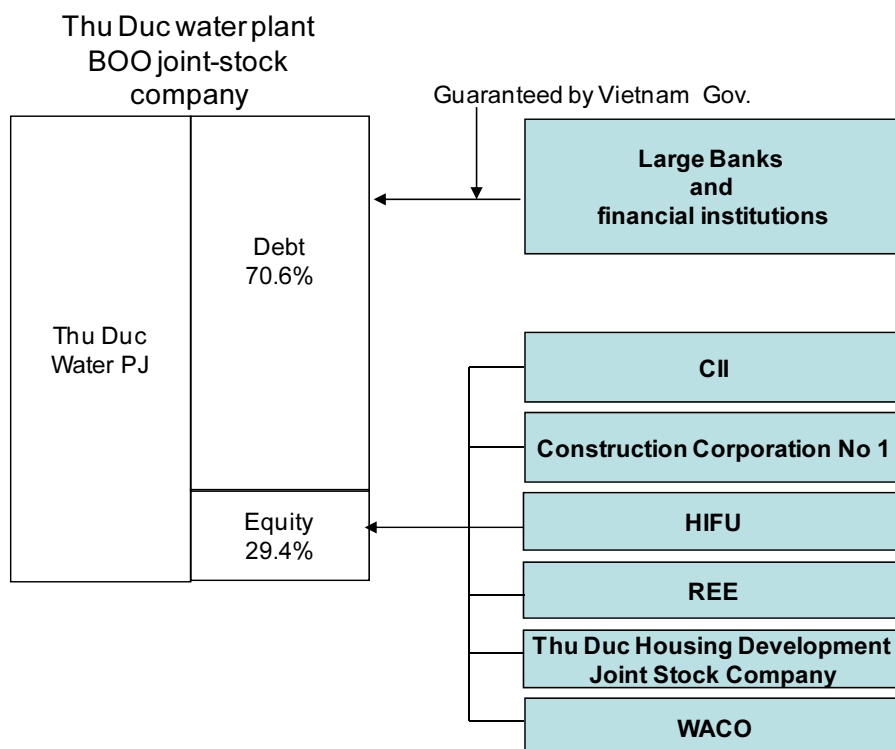 Thu Duc water plant
BOO joint-stock
company
Guaranteed by Vietnam Gov.
Large Banks
and
financial institutions
Debt
70.6%
Thu Duc
Water PJ
CII
Construction Corporation No 1
Equity
29.4%
HIFU
REE
Thu Duc Housing Development
Joint Stock Company
WACO